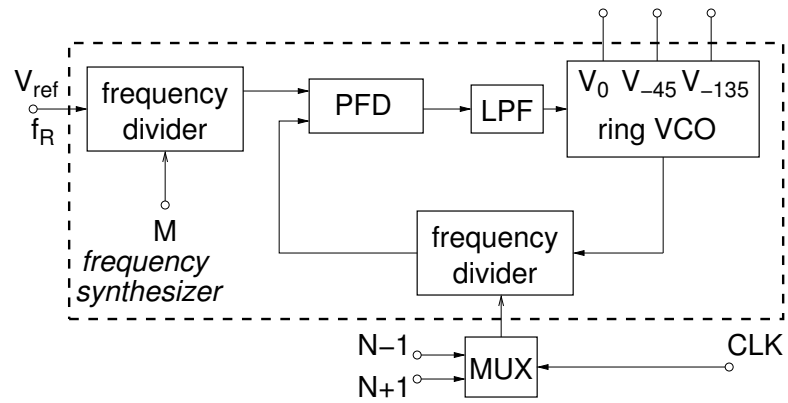 V_ref
f_R
frequency
divider
M
frequency
synthesizer
PFD
LPF
V_0 V_−45 V_−135
ring VCO
frequency
divider
N−1
N+1
MUX
CLK